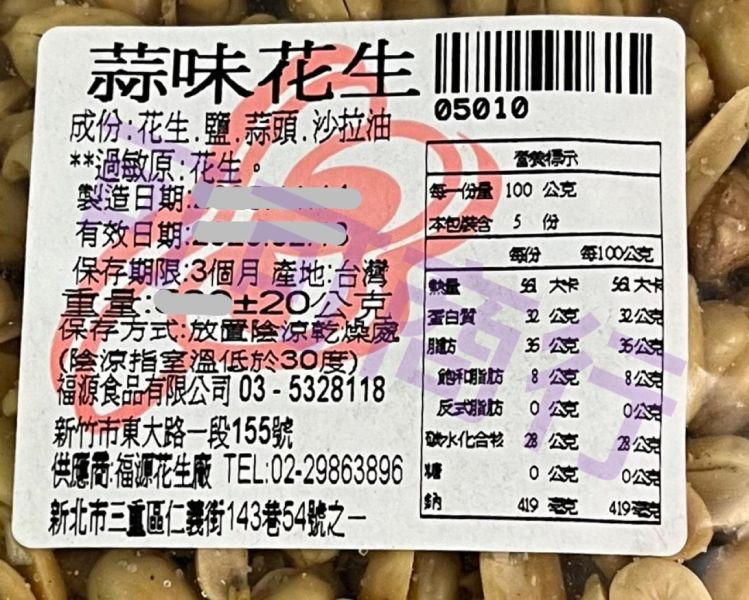 蒜味花生
05010
成份:花生.鹽.蒜頭.沙拉油
**過敏原:花生。
製造日期:
有效日期:
保存期限:3個月 產地:台灣
重量: ±20公克
保存方式:放置陰涼乾燥處
(陰涼指室溫低於30度)
福源食品有限公司 03-5328118
新竹市東大路一段155號
供應商:福源花生廠 TEL:02-29863896
新北市三重區仁義街143巷54號之一
營養標示
每一份量 100 公克
本包裝含 5 份
每份 每100公克
熱量 561 大卡 561 大卡
蛋白質 32 公克 32 公克
脂肪 36 公克 36 公克
飽和脂肪 8 公克 8 公克
反式脂肪 0 公克 0 公克
碳水化合物 28 公克 28 公克
糖 0 公克 0 公克
鈉 419 毫克 419 毫克
商行